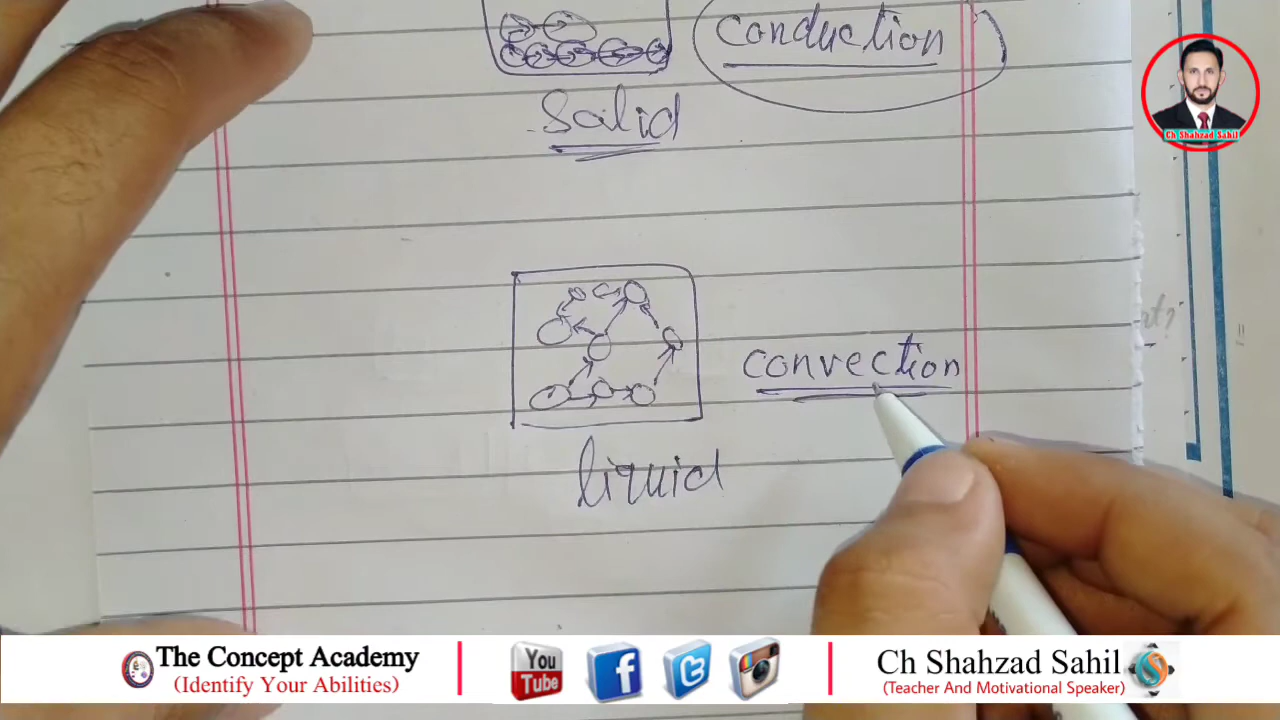 conduction
Salid
convection
liquid
Ch Shahzad Sahil
The Concept Academy
(Identify Your Abilities)
You
Tube
Ch Shahzad Sahil
(Teacher And Motivational Speaker)